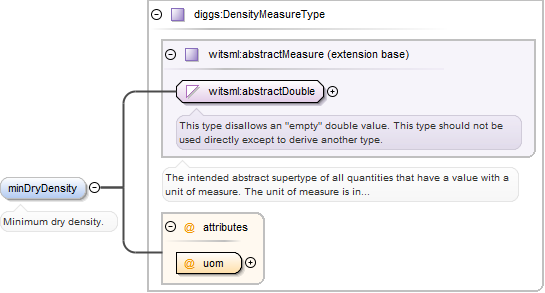 diggs:DensityMeasureType
witsml:abstractMeasure (extension base)
witsml:abstractDouble
This type disallows an "empty" double value. This type should not be
used directly except to derive another type.
The intended abstract supertype of all quantities that have a value with a
unit of measure. The unit of measure is in...
minDryDensity
Minimum dry density.
@ attributes
@ uom